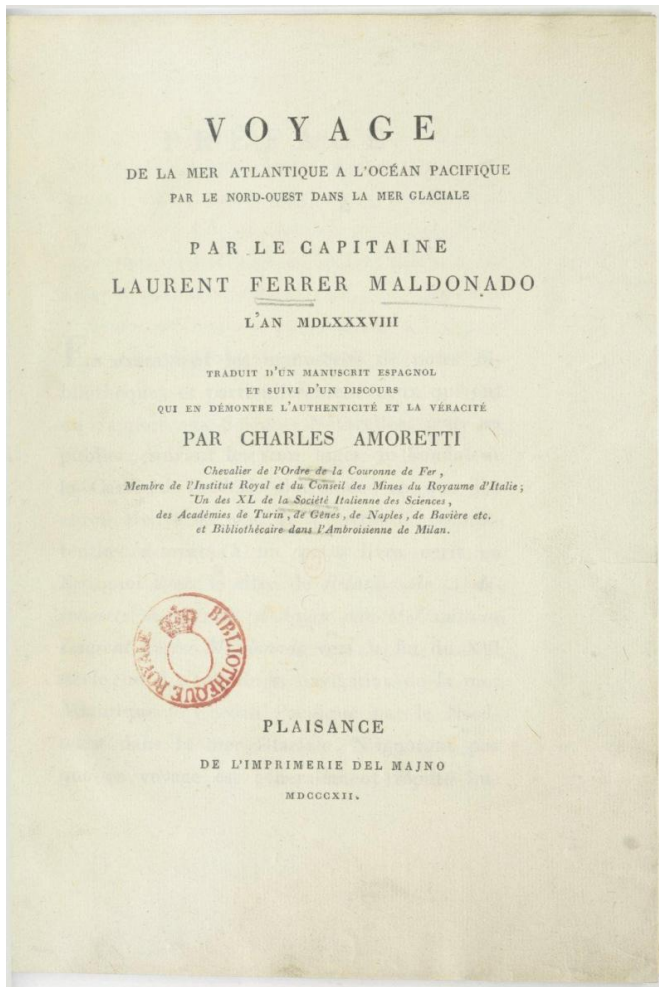 VOYAGE
DE LA MER ATLANTIQUE A L'OCÉAN PACIFIQUE
PAR LE NORD-OUEST DANS LA MER GLACIALE
PAR LE CAPITAINE
LAURENT FERRER MALDONADO
L'AN MDLXXXVIII
TRADUIT D'UN MANUSCRIT ESPAGNOL
ET SUIVI D'UN DISCOURS
QUI EN DÉMONTRE L'AUTHENTICITÉ ET LA VÉRACITÉ
PAR CHARLES AMORETTI
Chevalier de l'Ordre de la Couronne de Fer,
Membre de l'Institut Royal et du Conseil des Mines du Royaume d'Italie;
Un des XL de la Société Italienne des Sciences,
des Académies de Turin, de Gênes, de Naples, de Bavière etc.
et Bibliothécaire dans l'Ambroisienne de Milan.
BIBLIOTHEQUE ROYALE
PLAISANCE
DE L'IMPRIMERIE DEL MAJNO
MDCCCXII.